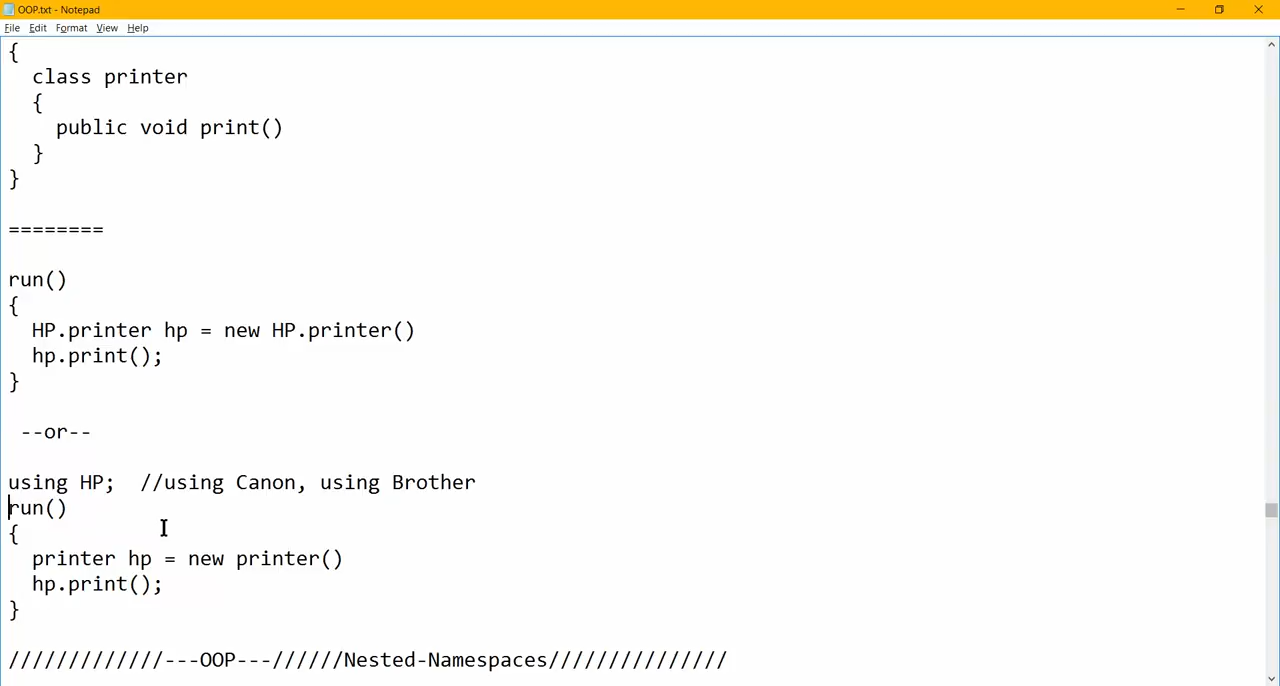 OOP.txt - Notepad
File Edit Format View Help
{
  class printer
  {
    public void print()
  }
}
========
run()
{
  HP.printer hp = new HP.printer()
  hp.print();
}
 --or--
using HP;  //using Canon, using Brother
run()
{
  printer hp = new printer()
  hp.print();
}
/////////////---OOP---//////Nested-Namespaces///////////////